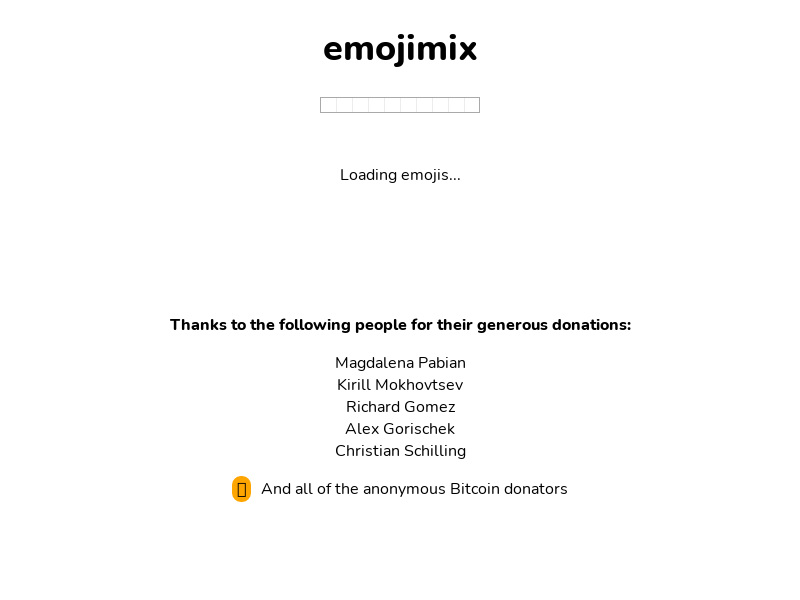 emojimix
Loading emojis...
Thanks to the following people for their generous donations:
Magdalena Pabian
Kirill Mokhovtsev
Richard Gomez
Alex Gorischek
Christian Schilling
And all of the anonymous Bitcoin donators